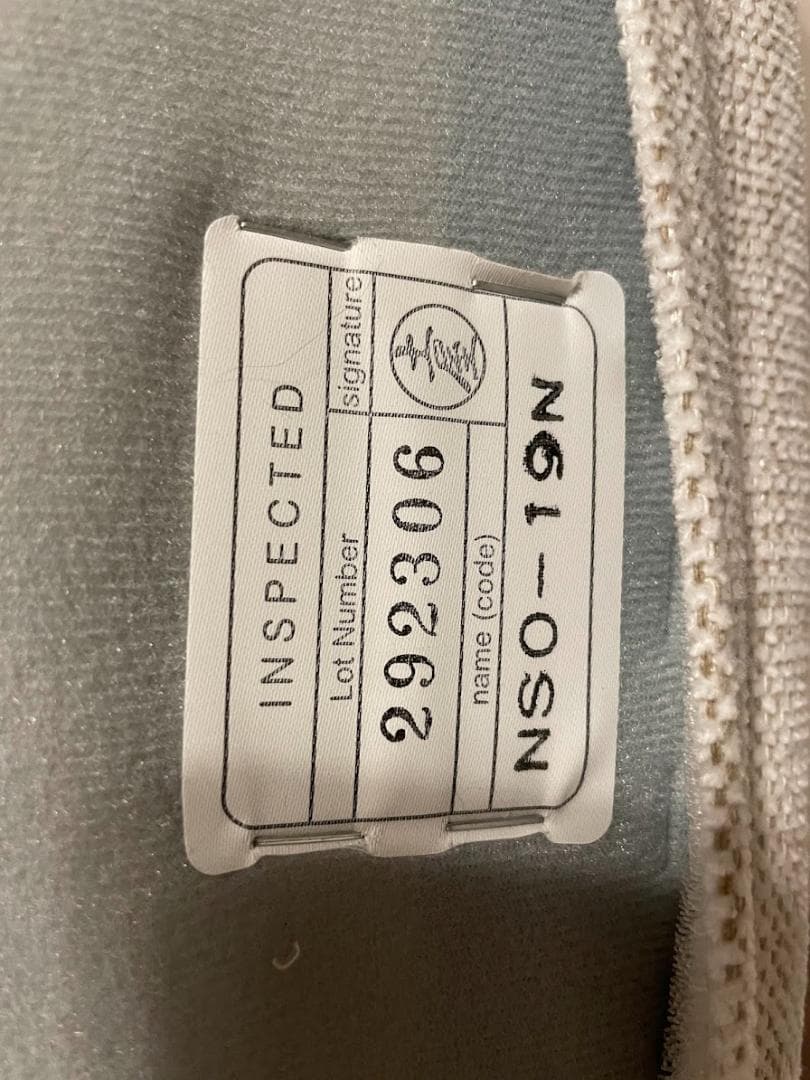 INSPECTED
Lot Number
signature
292306
name (code)
NSO-19N